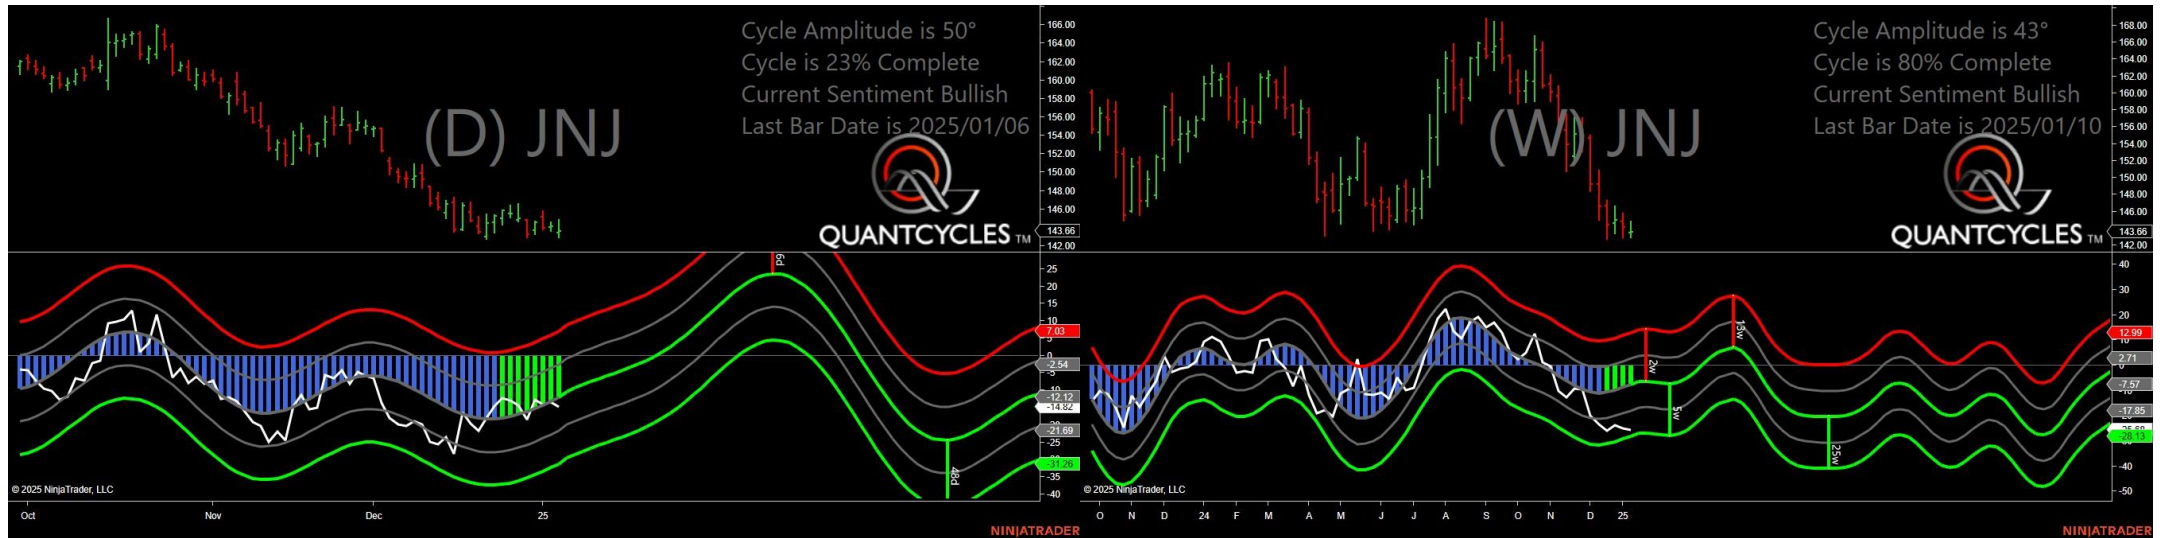 Cycle Amplitude is 50°
Cycle is 23% Complete
Current Sentiment Bullish
Last Bar Date is 2025/01/06
(D) JNJ
QUANTCYCLES TM
166.00
164.00
162.00
160.00
158.00
156.00
154.00
152.00
150.00
148.00
146.00
143.66
142.00
48d
25
20
15
10
7.03
0
-2.54
-12.12
-14.82
-21.69
-25
-31.26
-35
-40
© 2025 NinjaTrader, LLC
Oct
Nov
Dec
25
NINJATRADER
Cycle Amplitude is 43°
Cycle is 80% Complete
Current Sentiment Bullish
Last Bar Date is 2025/01/10
(W) JNJ
QUANTCYCLES TM
168.00
166.00
164.00
162.00
160.00
158.00
156.00
154.00
152.00
150.00
148.00
146.00
143.66
142.00
2w
5w
13w
25w
40
30
20
12.99
2.71
-7.57
-17.85
-28.13
-40
-50
© 2025 NinjaTrader, LLC
O N D 24 F M A M J J A S O N D 25
NINJATRADER